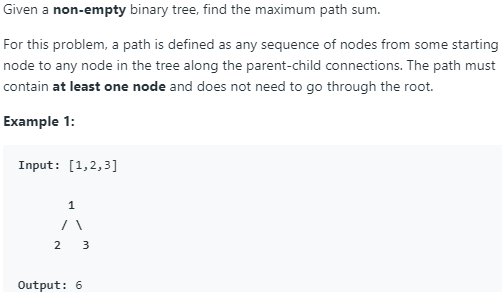 Given a non-empty binary tree, find the maximum path sum.
For this problem, a path is defined as any sequence of nodes from some starting
node to any node in the tree along the parent-child connections. The path must
contain at least one node and does not need to go through the root.
Example 1:
Input: [1,2,3]
1
/ \
2 3
Output: 6